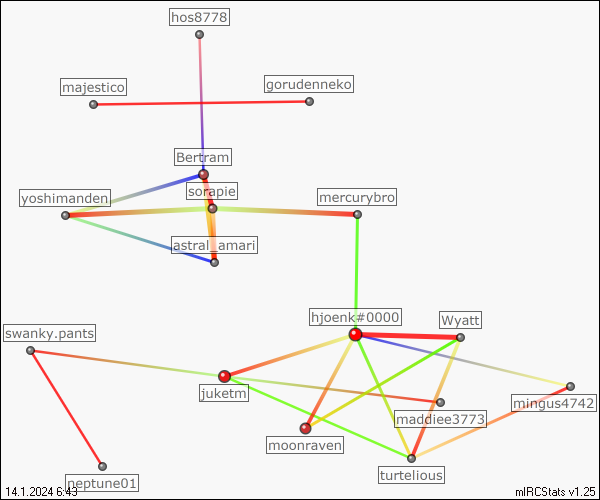 hos8778
majestico
gorudenneko
Bertram
sorapie
yoshimanden
mercurybro
astral_amari
hjoenk#0000
Wyatt
swanky.pants
juketm
mingus4742
maddiee3773
moonraven
turtelious
neptune01
14.1.2024 6:43
mIRCStats v1.25